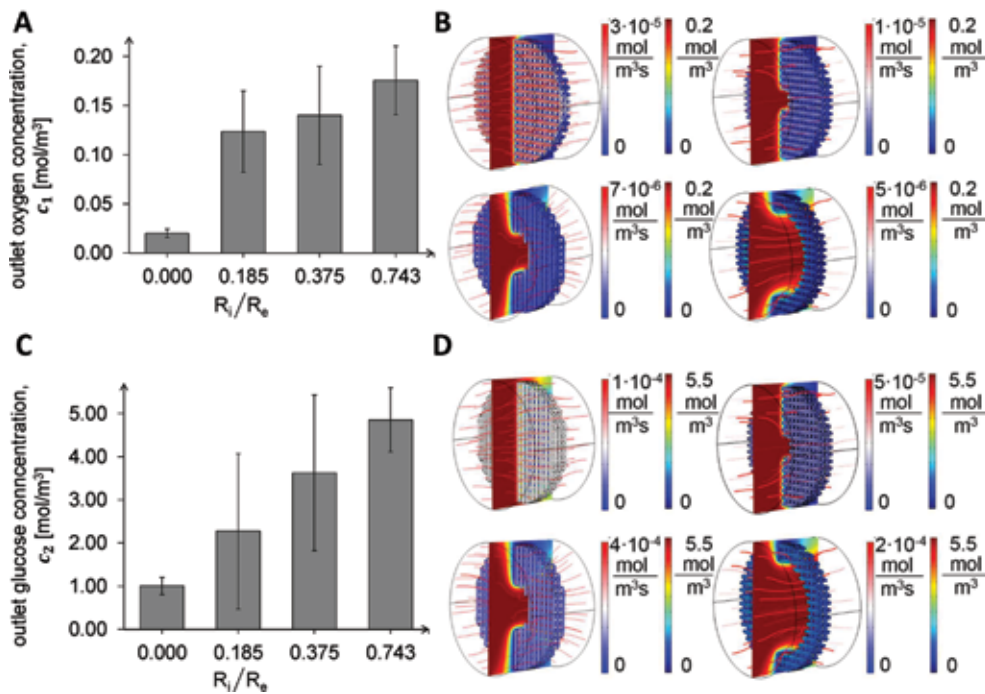 A
outlet oxygen concentration,
c₁ [mol/m³]
0.20
0.15
0.10
0.05
0.00
0.000 0.185 0.375 0.743
Rᵢ/Rₑ
B
3·10⁻⁵ 0.2
mol mol
m³s m³
0 0
1·10⁻⁵ 0.2
mol mol
m³s m³
0 0
7·10⁻⁶ 0.2
mol mol
m³s m³
0 0
5·10⁻⁶ 0.2
mol mol
m³s m³
0 0
C
outlet glucose conncentration,
c₂ [mol/m³]
5.00
4.00
3.00
2.00
1.00
0.00
0.000 0.185 0.375 0.743
Rᵢ/Rₑ
D
1·10⁻⁴ 5.5
mol mol
m³s m³
0 0
5·10⁻⁵ 5.5
mol mol
m³s m³
0 0
4·10⁻⁴ 5.5
mol mol
m³s m³
0 0
2·10⁻⁴ 5.5
mol mol
m³s m³
0 0